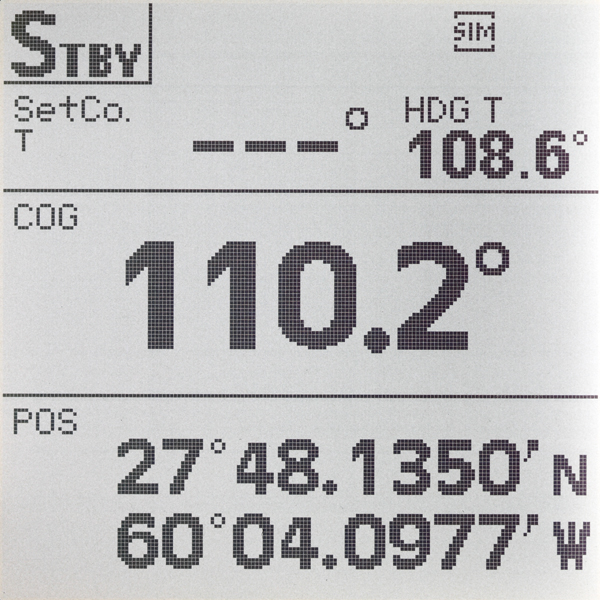 STBY
SIM
SetCo. T ---°
HDG T 108.6°
COG
110.2°
POS
27°48.1350' N
60°04.0977' W